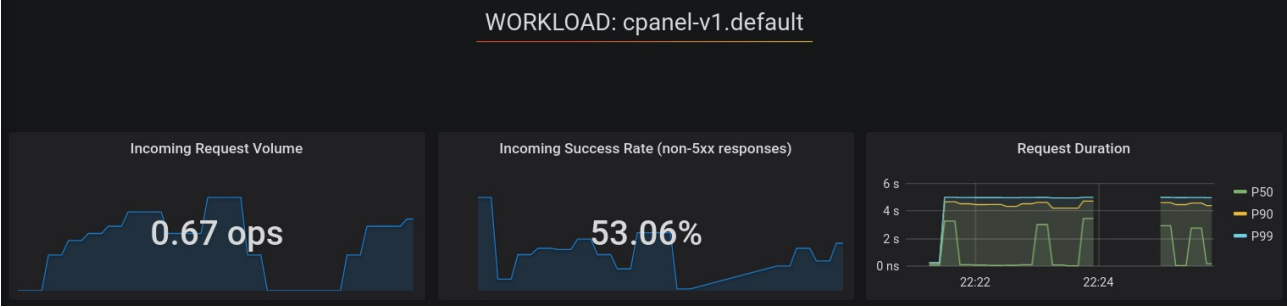 WORKLOAD: cpanel-v1.default
Incoming Request Volume
0.67 ops
Incoming Success Rate (non-5xx responses)
53.06%
Request Duration
6 s
4 s
2 s
0 ns
22:22
22:24
P50
P90
P99